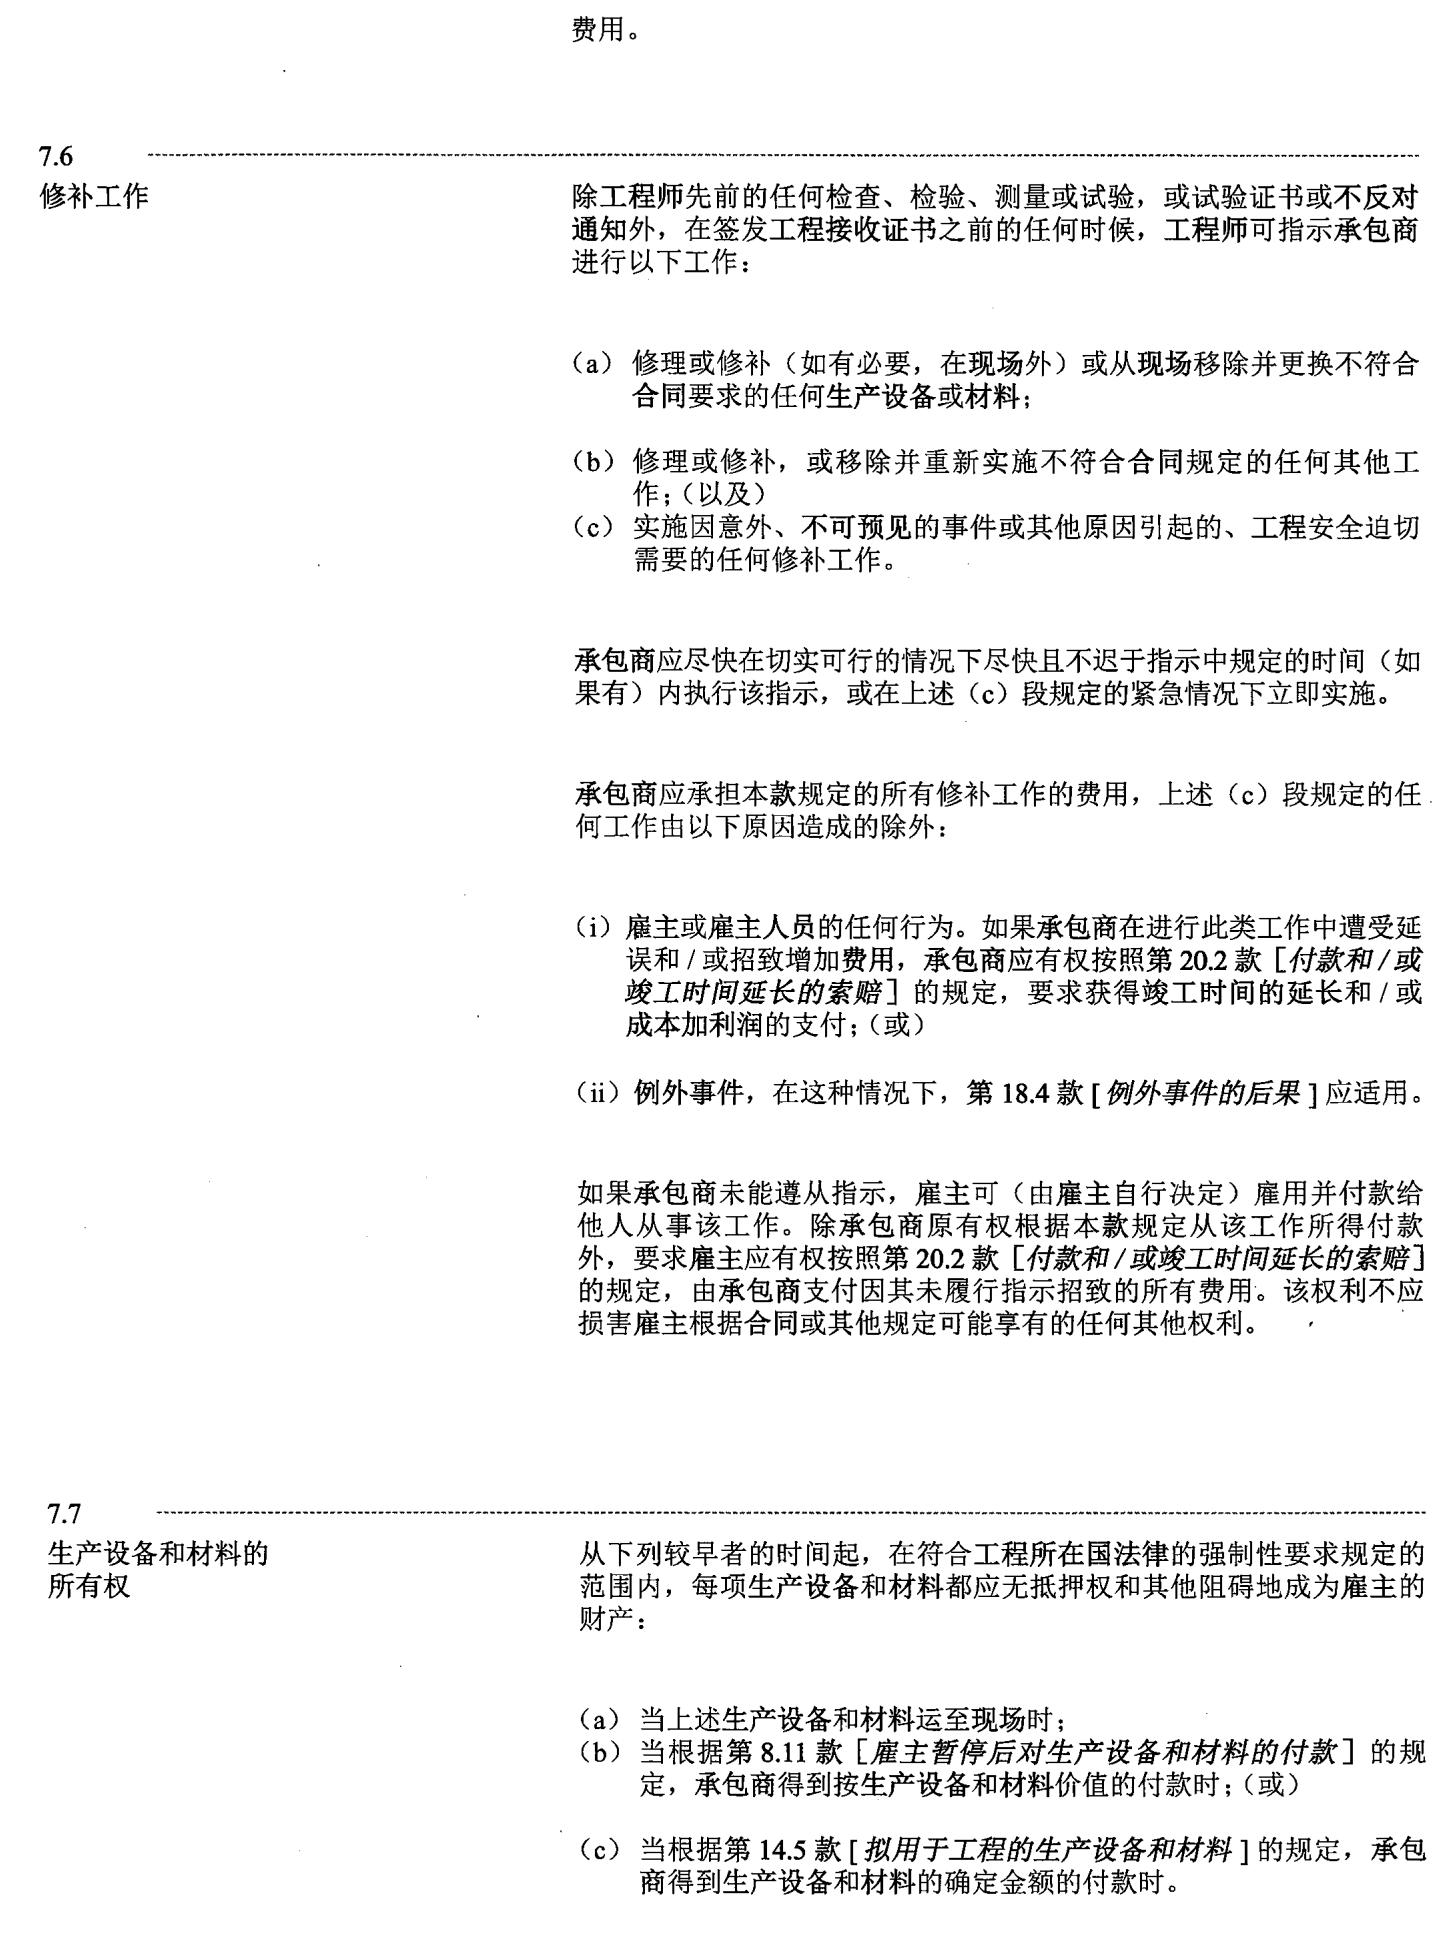 费用。
7.6
修补工作
除工程师先前的任何检查、检验、测量或试验，或试验证书或不反对
通知外，在签发工程接收证书之前的任何时候，工程师可指示承包商
进行以下工作：
（a） 修理或修补（如有必要，在现场外）或从现场移除并更换不符合
合同要求的任何生产设备或材料；
（b） 修理或修补，或移除并重新实施不符合合同规定的任何其他工
作；（以及）
（c） 实施因意外、不可预见的事件或其他原因引起的、工程安全迫切
需要的任何修补工作。
承包商应尽快在切实可行的情况下尽快且不迟于指示中规定的时间（如
果有）内执行该指示，或在上述（c）段规定的紧急情况下立即实施。
承包商应承担本款规定的所有修补工作的费用，上述（c）段规定的任
何工作由以下原因造成的除外：
（i） 雇主或雇主人员的任何行为。如果承包商在进行此类工作中遭受延
误和 / 或招致增加费用，承包商应有权按照第 20.2 款［付款和 / 或
竣工时间延长的索赔］的规定，要求获得竣工时间的延长和 / 或
成本加利润的支付；（或）
（ii）例外事件，在这种情况下，第 18.4 款 [ 例外事件的后果 ] 应适用。
如果承包商未能遵从指示，雇主可（由雇主自行决定）雇用并付款给
他人从事该工作。除承包商原有权根据本款规定从该工作所得付款
外，要求雇主应有权按照第 20.2 款［付款和 / 或竣工时间延长的索赔］
的规定，由承包商支付因其未履行指示招致的所有费用。该权利不应
损害雇主根据合同或其他规定可能享有的任何其他权利。
7.7
生产设备和材料的
所有权
从下列较早者的时间起，在符合工程所在国法律的强制性要求规定的
范围内，每项生产设备和材料都应无抵押权和其他阻碍地成为雇主的
财产：
（a） 当上述生产设备和材料运至现场时；
（b） 当根据第 8.11 款［雇主暂停后对生产设备和材料的付款］的规
定，承包商得到按生产设备和材料价值的付款时；（或）
（c） 当根据第 14.5 款 [ 拟用于工程的生产设备和材料 ] 的规定，承包
商得到生产设备和材料的确定金额的付款时。